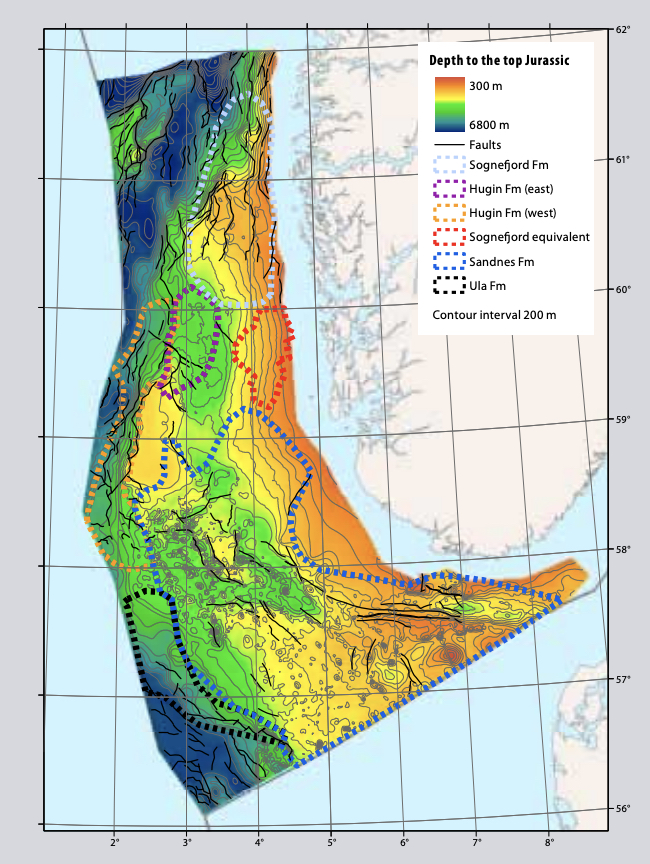 62°
Depth to the top Jurassic
300 m
6800 m
Faults
Sognefjord Fm
61°
Hugin Fm (east)
Hugin Fm (west)
Sognefjord equivalent
Sandnes Fm
Ula Fm
60°
Contour interval 200 m
59°
58°
57°
56°
2° 3° 4° 5° 6° 7° 8°